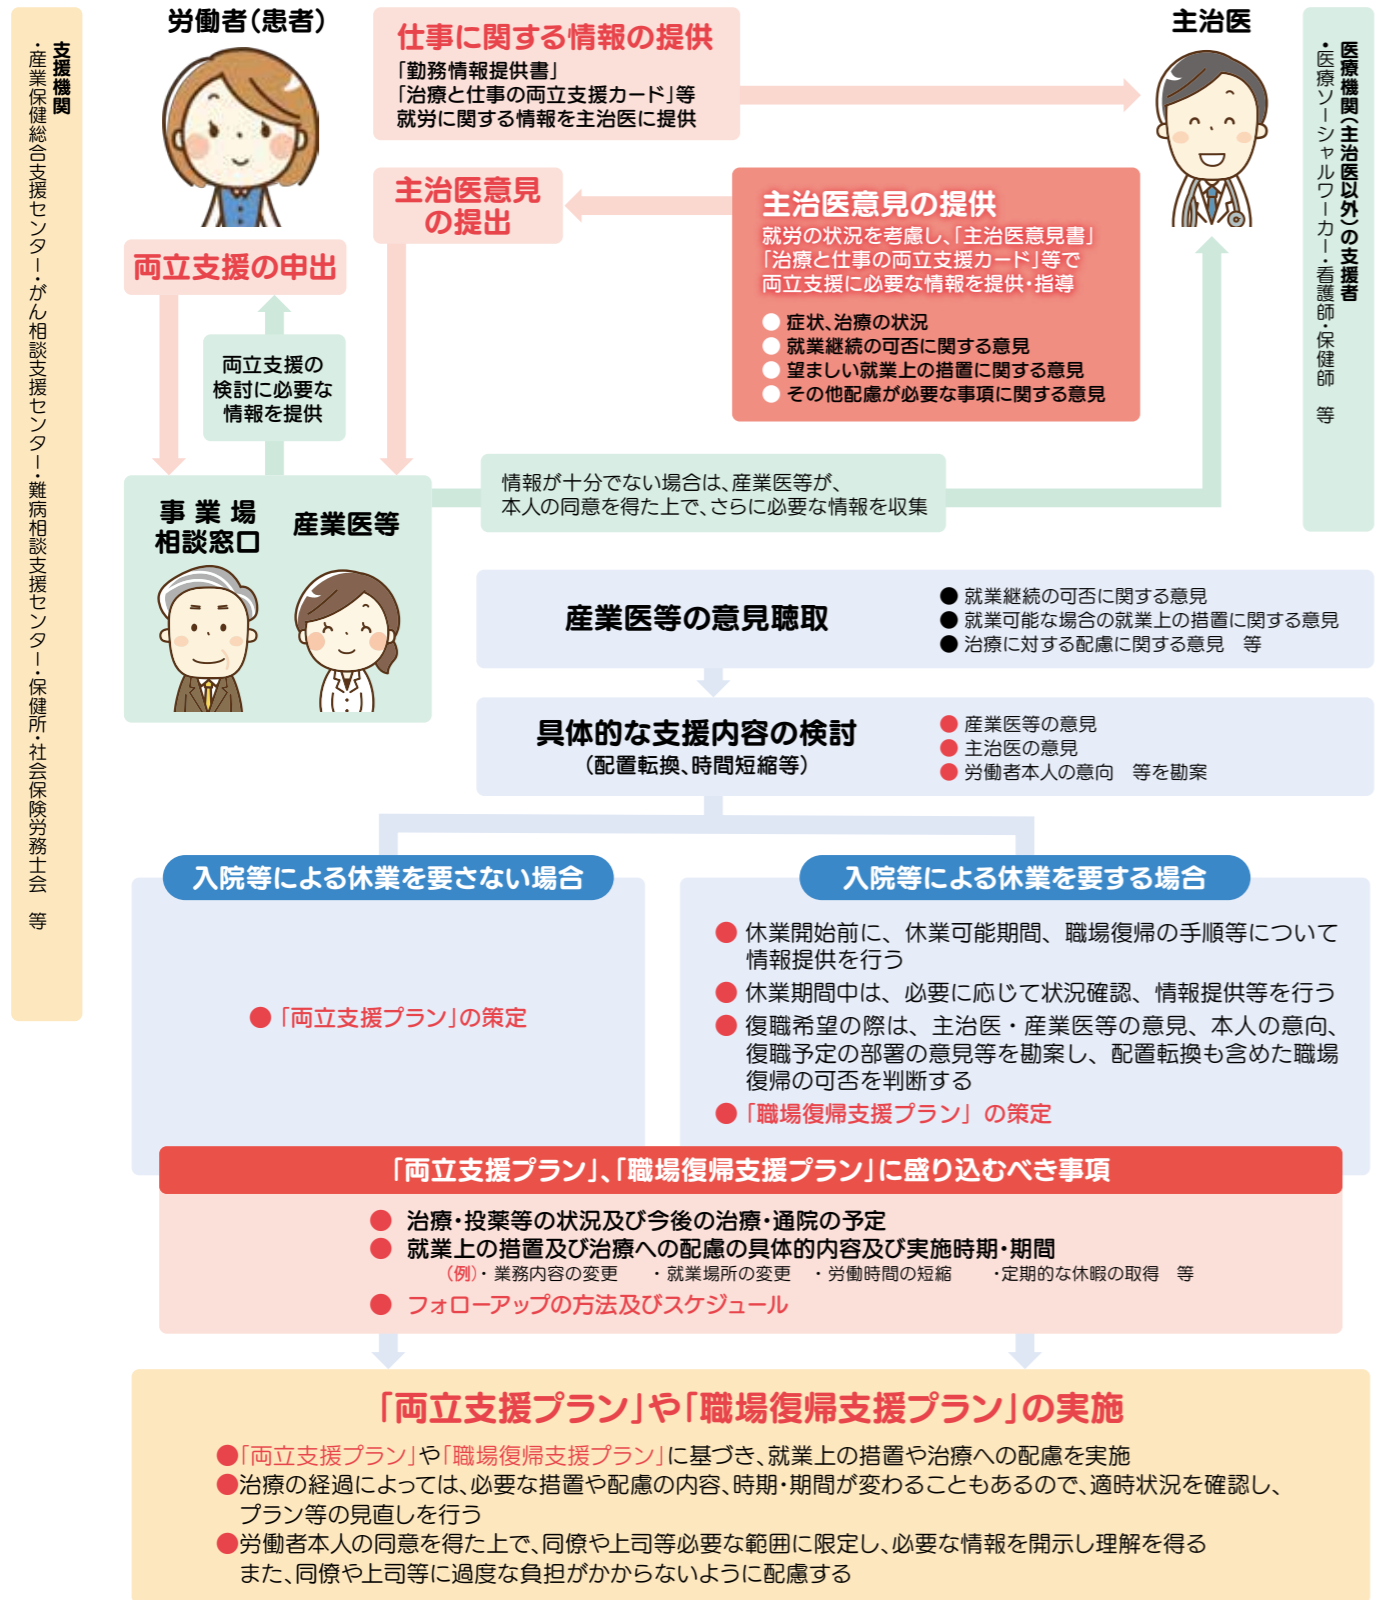 労働者(患者)
主治医
支援機関
・産業保健総合支援センター・がん相談支援センター・難病相談支援センター・保健所・社会保険労務士会　等
医療機関(主治医以外)の支援者
・医療ソーシャルワーカー・看護師・保健師　等
仕事に関する情報の提供
「勤務情報提供書」
「治療と仕事の両立支援カード」等
就労に関する情報を主治医に提供
主治医意見
の提出
主治医意見の提供
就労の状況を考慮し、「主治医意見書」
「治療と仕事の両立支援カード」等で
両立支援に必要な情報を提供・指導
● 症状、治療の状況
● 就業継続の可否に関する意見
● 望ましい就業上の措置に関する意見
● その他配慮が必要な事項に関する意見
両立支援の申出
両立支援の
検討に必要な
情報を提供
情報が十分でない場合は、産業医等が、
本人の同意を得た上で、さらに必要な情報を収集
事業場
相談窓口
産業医等
産業医等の意見聴取
● 就業継続の可否に関する意見
● 就業可能な場合の就業上の措置に関する意見
● 治療に対する配慮に関する意見　等
具体的な支援内容の検討
(配置転換、時間短縮等)
● 産業医等の意見
● 主治医の意見
● 労働者本人の意向　等を勘案
入院等による休業を要さない場合
● 「両立支援プラン」の策定
入院等による休業を要する場合
● 休業開始前に、休業可能期間、職場復帰の手順等について
情報提供を行う
● 休業期間中は、必要に応じて状況確認、情報提供等を行う
● 復職希望の際は、主治医・産業医等の意見、本人の意向、
復職予定の部署の意見等を勘案し、配置転換も含めた職場
復帰の可否を判断する
● 「職場復帰支援プラン」の策定
「両立支援プラン」、「職場復帰支援プラン」に盛り込むべき事項
● 治療・投薬等の状況及び今後の治療・通院の予定
● 就業上の措置及び治療への配慮の具体的内容及び実施時期・期間
(例)・業務内容の変更　・就業場所の変更　・労働時間の短縮　・定期的な休暇の取得　等
● フォローアップの方法及びスケジュール
「両立支援プラン」や「職場復帰支援プラン」の実施
●「両立支援プラン」や「職場復帰支援プラン」に基づき、就業上の措置や治療への配慮を実施
●治療の経過によっては、必要な措置や配慮の内容、時期・期間が変わることもあるので、適時状況を確認し、
プラン等の見直しを行う
●労働者本人の同意を得た上で、同僚や上司等必要な範囲に限定し、必要な情報を開示し理解を得る
また、同僚や上司等に過度な負担がかからないように配慮する